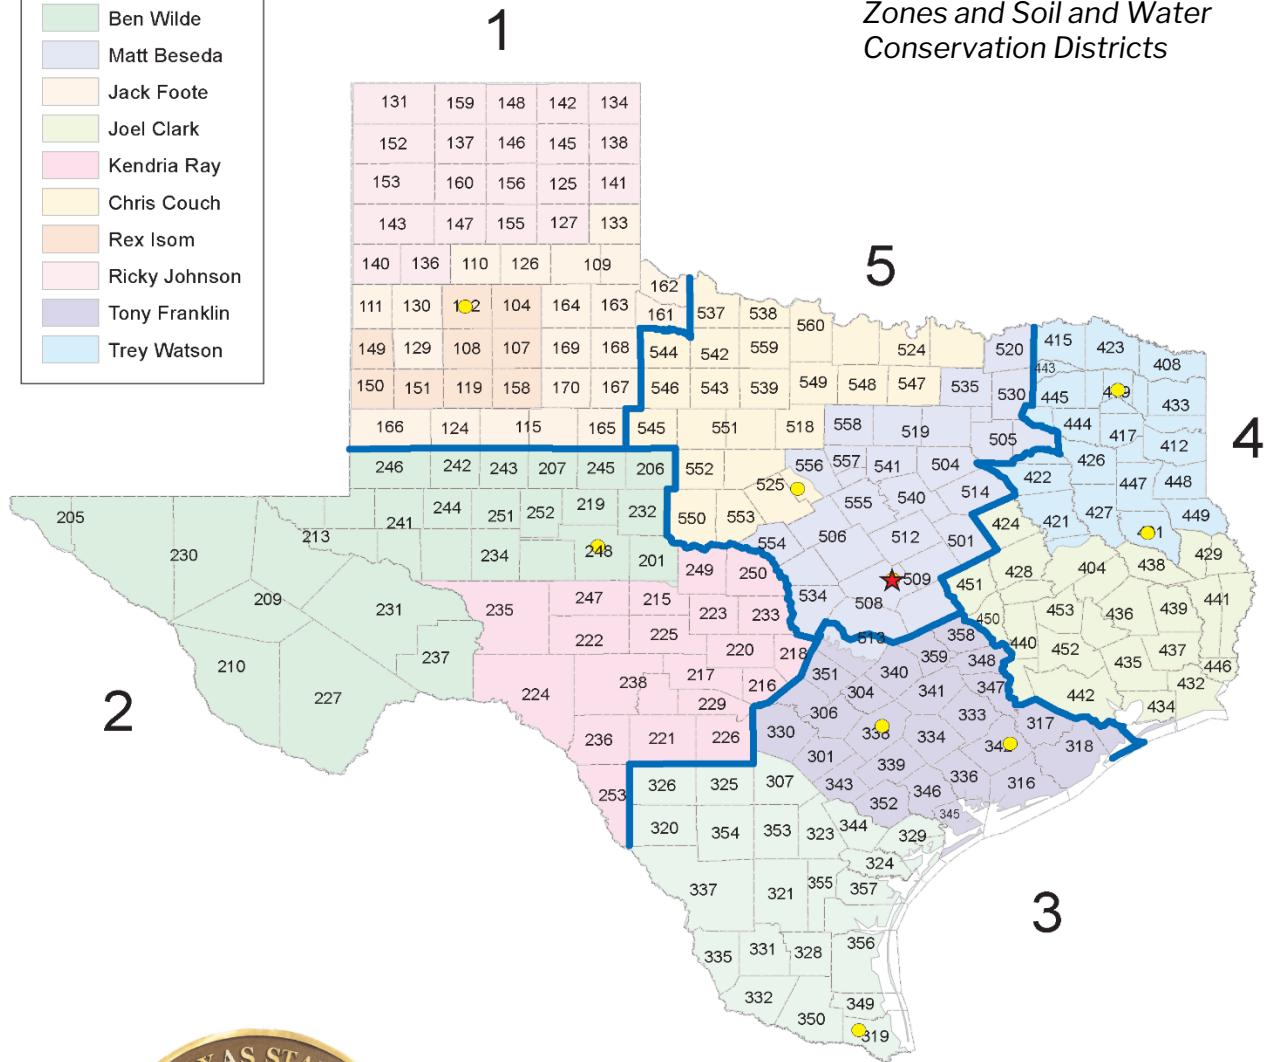 Zones and Soil and Water
Conservation Districts
Ben Wilde
Matt Beseda
Jack Foote
Joel Clark
Kendria Ray
Chris Couch
Rex Isom
Ricky Johnson
Tony Franklin
Trey Watson
1
131 159 148 142 134
152 137 146 145 138
153 160 156 125 141
143 147 155 127 133
140 136 110 126 109
162
111 130 104 164 163 161
149 129 108 107 169 168
150 151 119 158 170 167
166 124 115 165
5
537 538 560
544 542 559 524 520
546 543 539 549 548 547 535 530
545 551 518 558 519 505
552 556 557 541 504
525 555 540 514
550 553 506 512 501
554 509
534 508
513
4
415 423 408
443
445 433
444 417 412
426
422 447 448
421 427 449
424 438 429
428 404
451 441
450 453 436 439
440 452 435 437 446
442 432
434
2
246 242 243 207 245 206
205 241 244 251 252 219 232
230 213 234 248 201
209 231
210 237
227
249 250
235 247 215 223 233
222 225 220 218
224 238 217 216
229
236 221 226
253
3
358
351 340 359 348
304 341 347
306 333 317
330 338 334 318
301 339 336 316
343 352 346 345
326 325 307
320 354 353 323 344 329
324
337 321 355 357
335 331 328 356
332 350 349
319
XAS STA